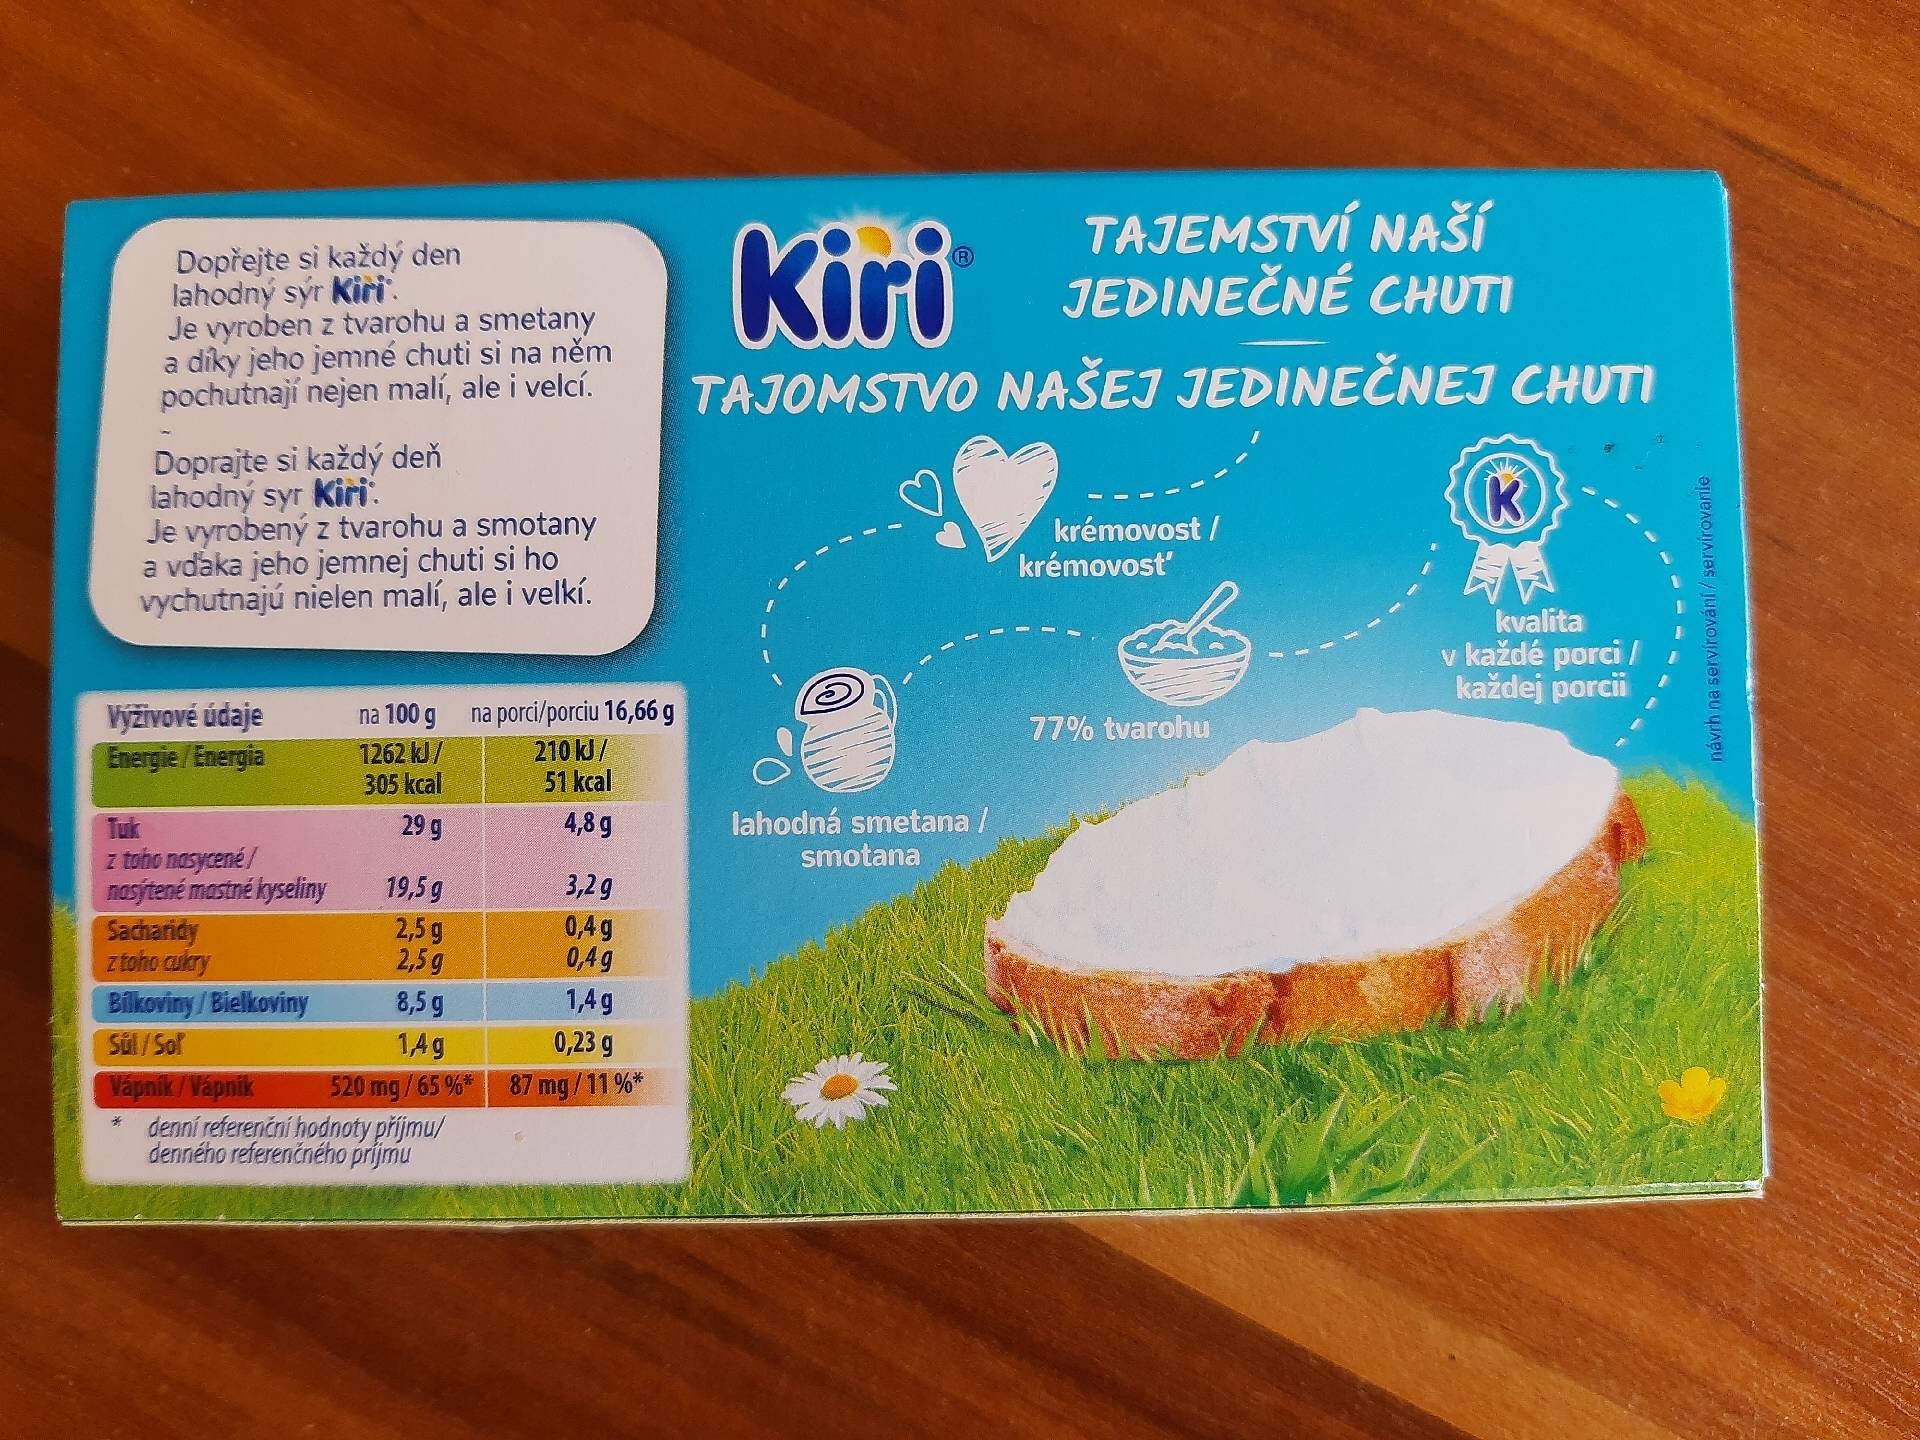 Dopřejte si každý den
lahodný sýr Kiri®.
Je vyroben z tvarohu a smetany
a díky jeho jemné chuti si na něm
pochutnají nejen malí, ale i velcí.
-
Doprajte si každý deň
lahodný syr Kiri®.
Je vyrobený z tvarohu a smotany
a vďaka jeho jemnej chuti si ho
vychutnajú nielen malí, ale i veľkí.
Výživové údaje na 100 g na porci/porciu 16,66 g
Energie / Energia 1262 kJ / 210 kJ /
305 kcal 51 kcal
Tuk 29 g 4,8 g
z toho nasycené /
nasýtené mastné kyseliny 19,5 g 3,2 g
Sacharidy 2,5 g 0,4 g
z toho cukry 2,5 g 0,4 g
Bílkoviny / Bielkoviny 8,5 g 1,4 g
Sůl / Soľ 1,4 g 0,23 g
Vápník / Vápnik 520 mg / 65 %* 87 mg / 11 %*
* denní referenční hodnoty příjmu/
denného referenčného príjmu
Kiri®
TAJEMSTVÍ NAŠÍ
JEDINEČNÉ CHUTI
TAJOMSTVO NAŠEJ JEDINEČNEJ CHUTI
krémovost /
krémovosť
K
kvalita
v každé porci /
každej porcii
77% tvarohu
lahodná smetana /
smotana
návrh na servírování / servírovanie